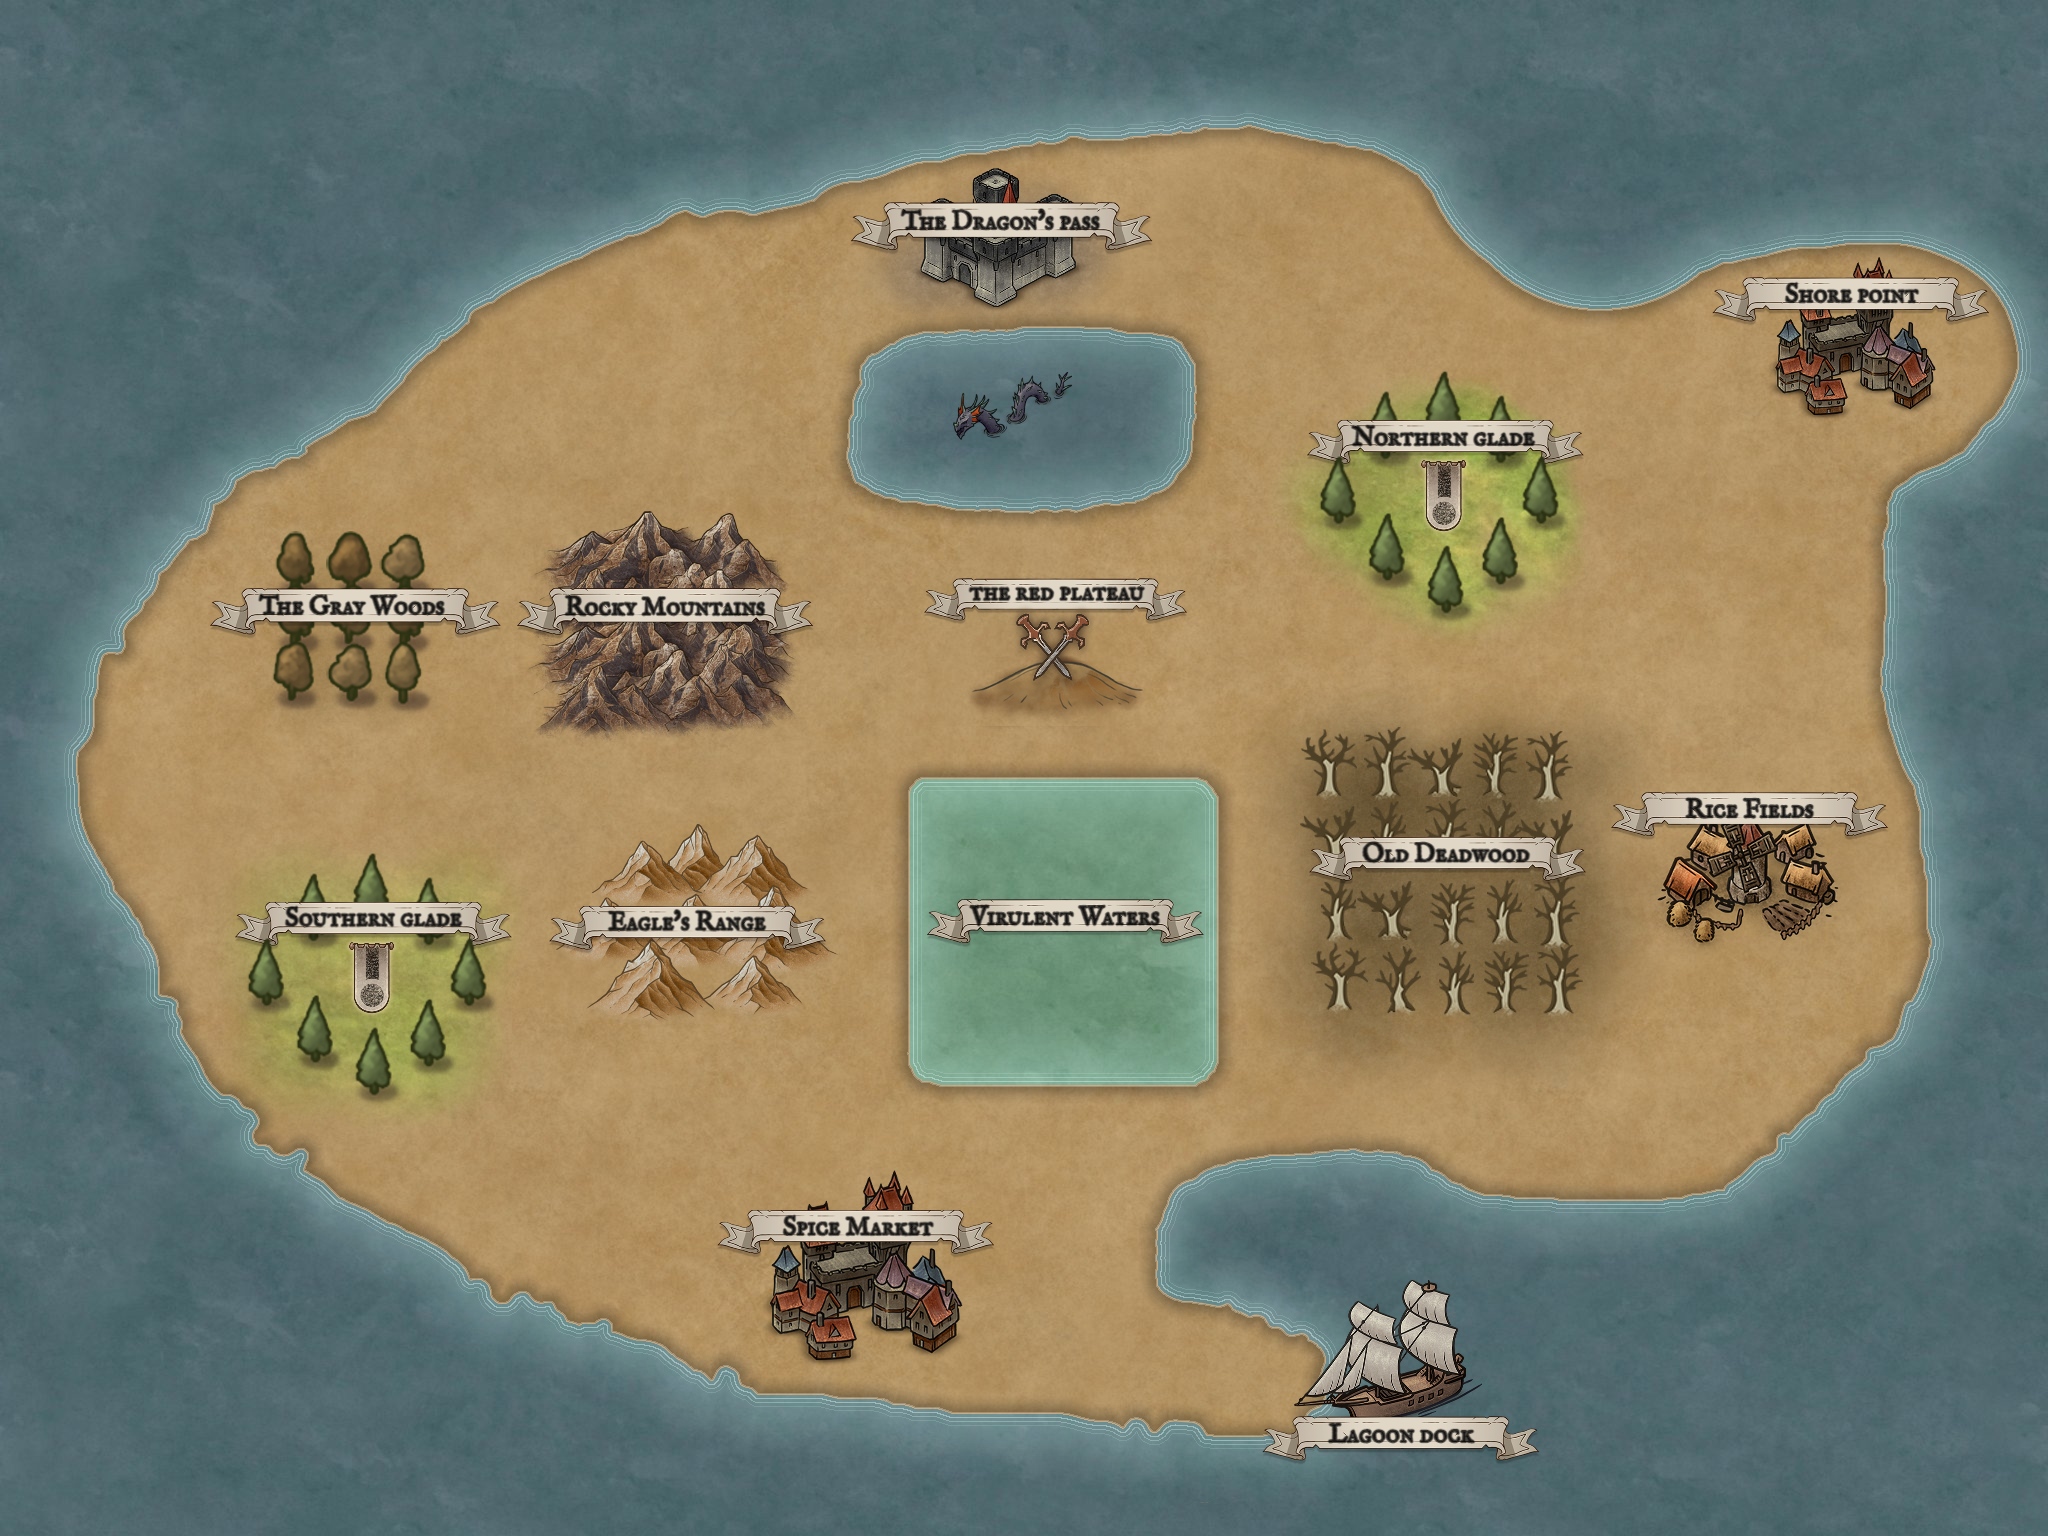 The Dragon's pass
Shore point
Northern glade
The Gray Woods
Rocky Mountains
The red plateau
Rice Fields
Old Deadwood
Southern glade
Eagle's Range
Virulent Waters
Spice Market
Lagoon dock